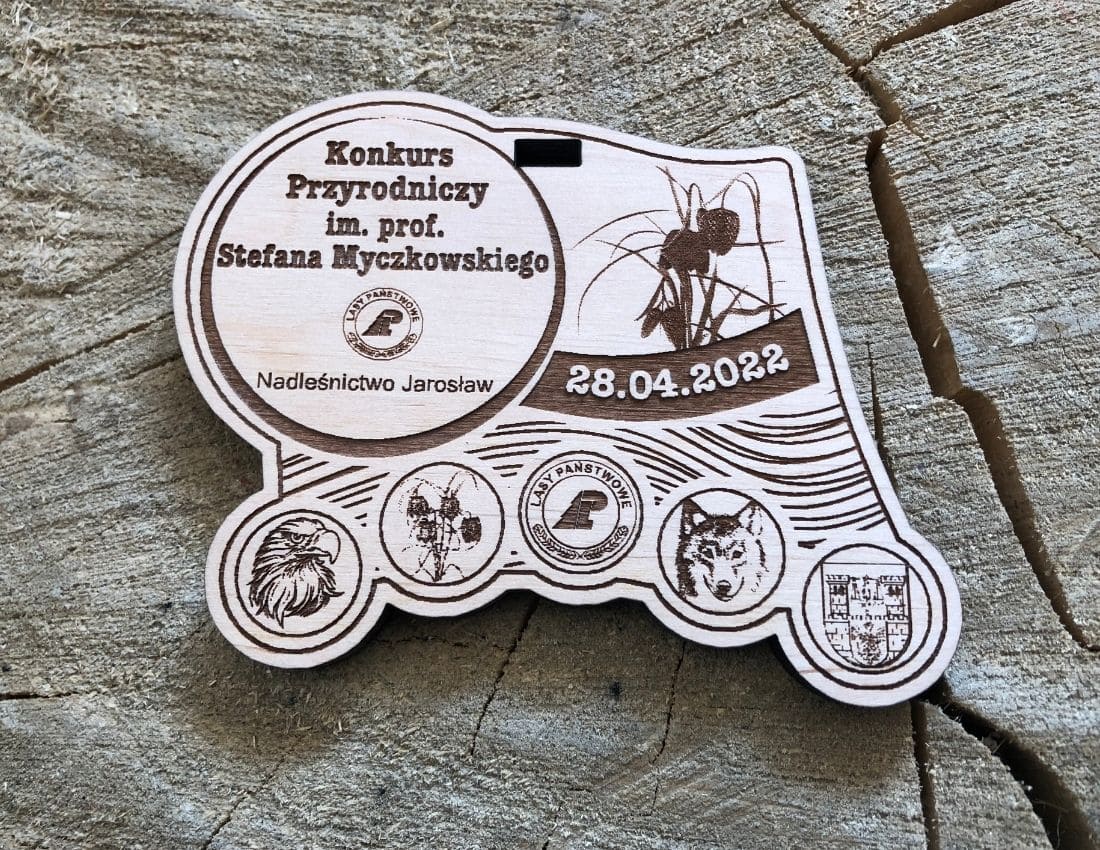 Konkurs
Przyrodniczy
im. prof.
Stefana Myczkowskiego
LASY PAŃSTWOWE
Nadleśnictwo Jarosław
28.04.2022
LASY PAŃSTWOWE